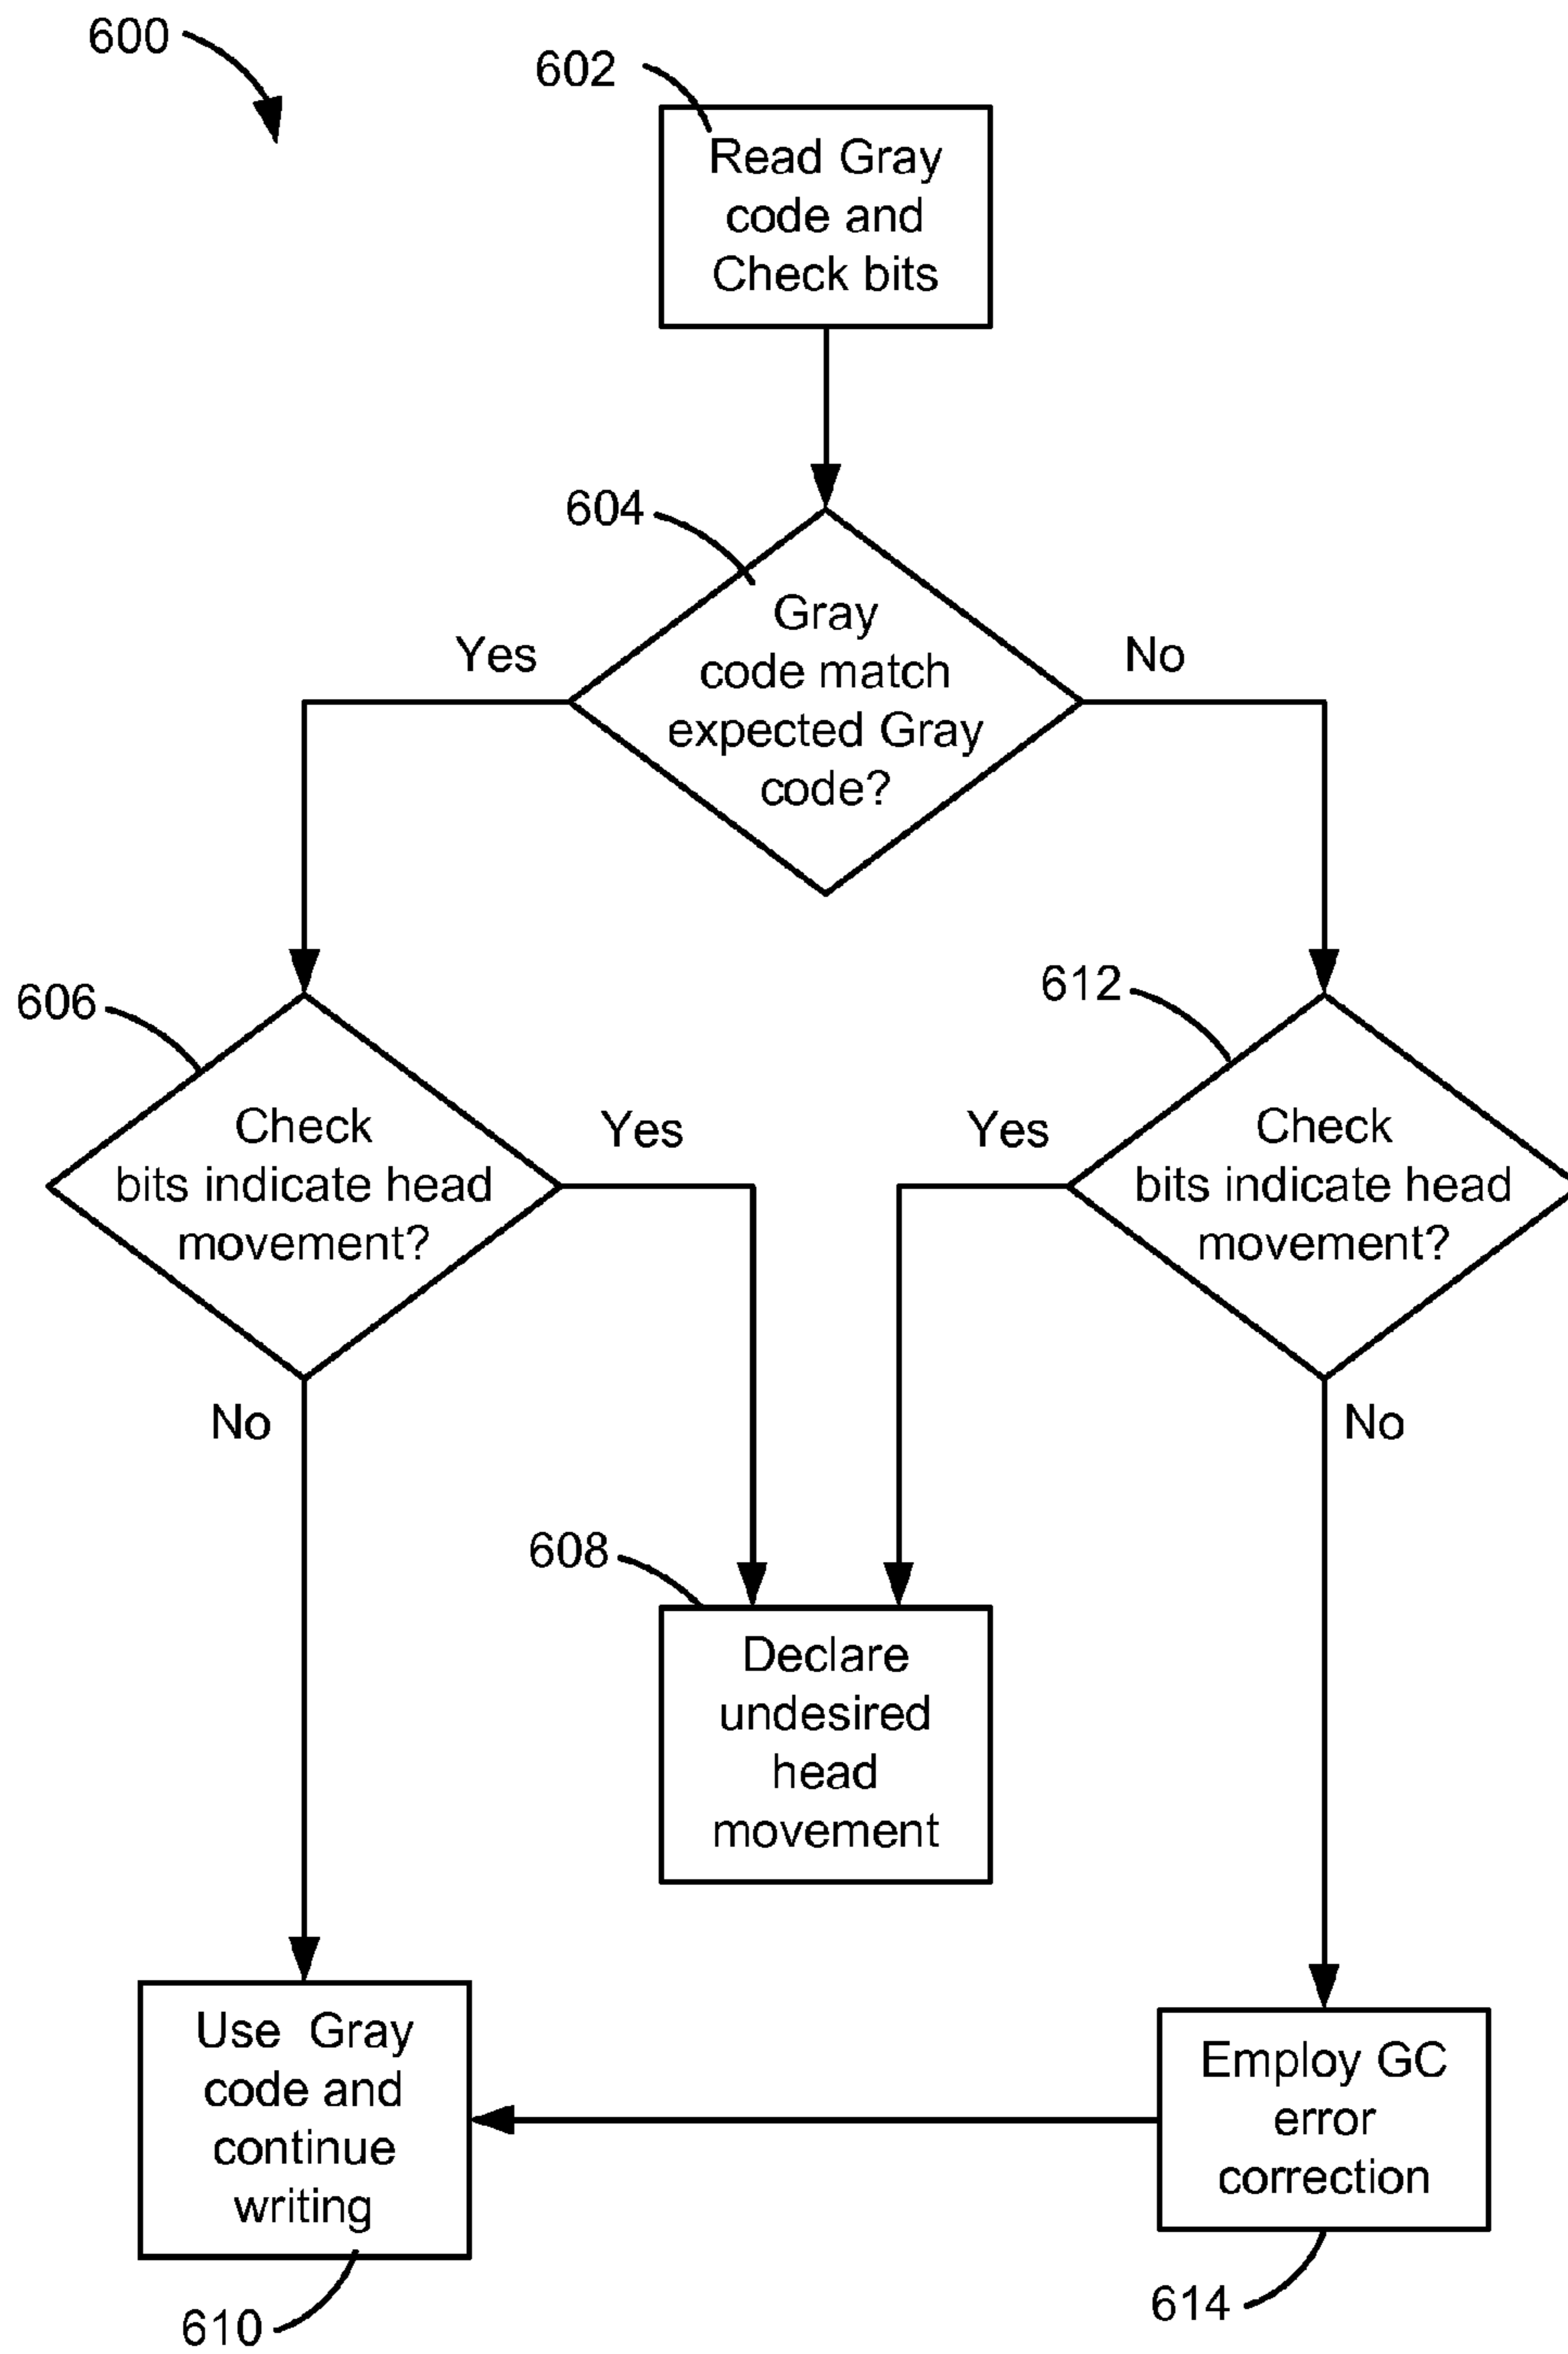 600
602
Read Gray
code and
Check bits
604
Gray
code match
expected Gray
code?
Yes
No
606
Check
bits indicate head
movement?
Yes
No
612
Check
bits indicate head
movement?
Yes
No
608
Declare
undesired
head
movement
Use Gray
code and
continue
writing
610
Employ GC
error
correction
614